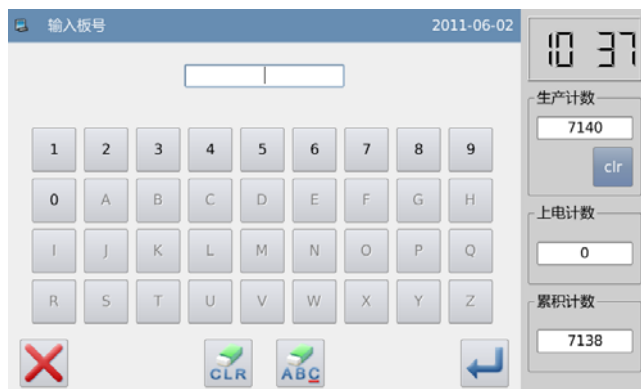 输入板号 2011-06-02
10 37
生产计数
7140
clr
上电计数
0
累积计数
7138
1 2 3 4 5 6 7 8 9
0 A B C D E F G H
I J K L M N O P Q
R S T U V W X Y Z
CLR ABC